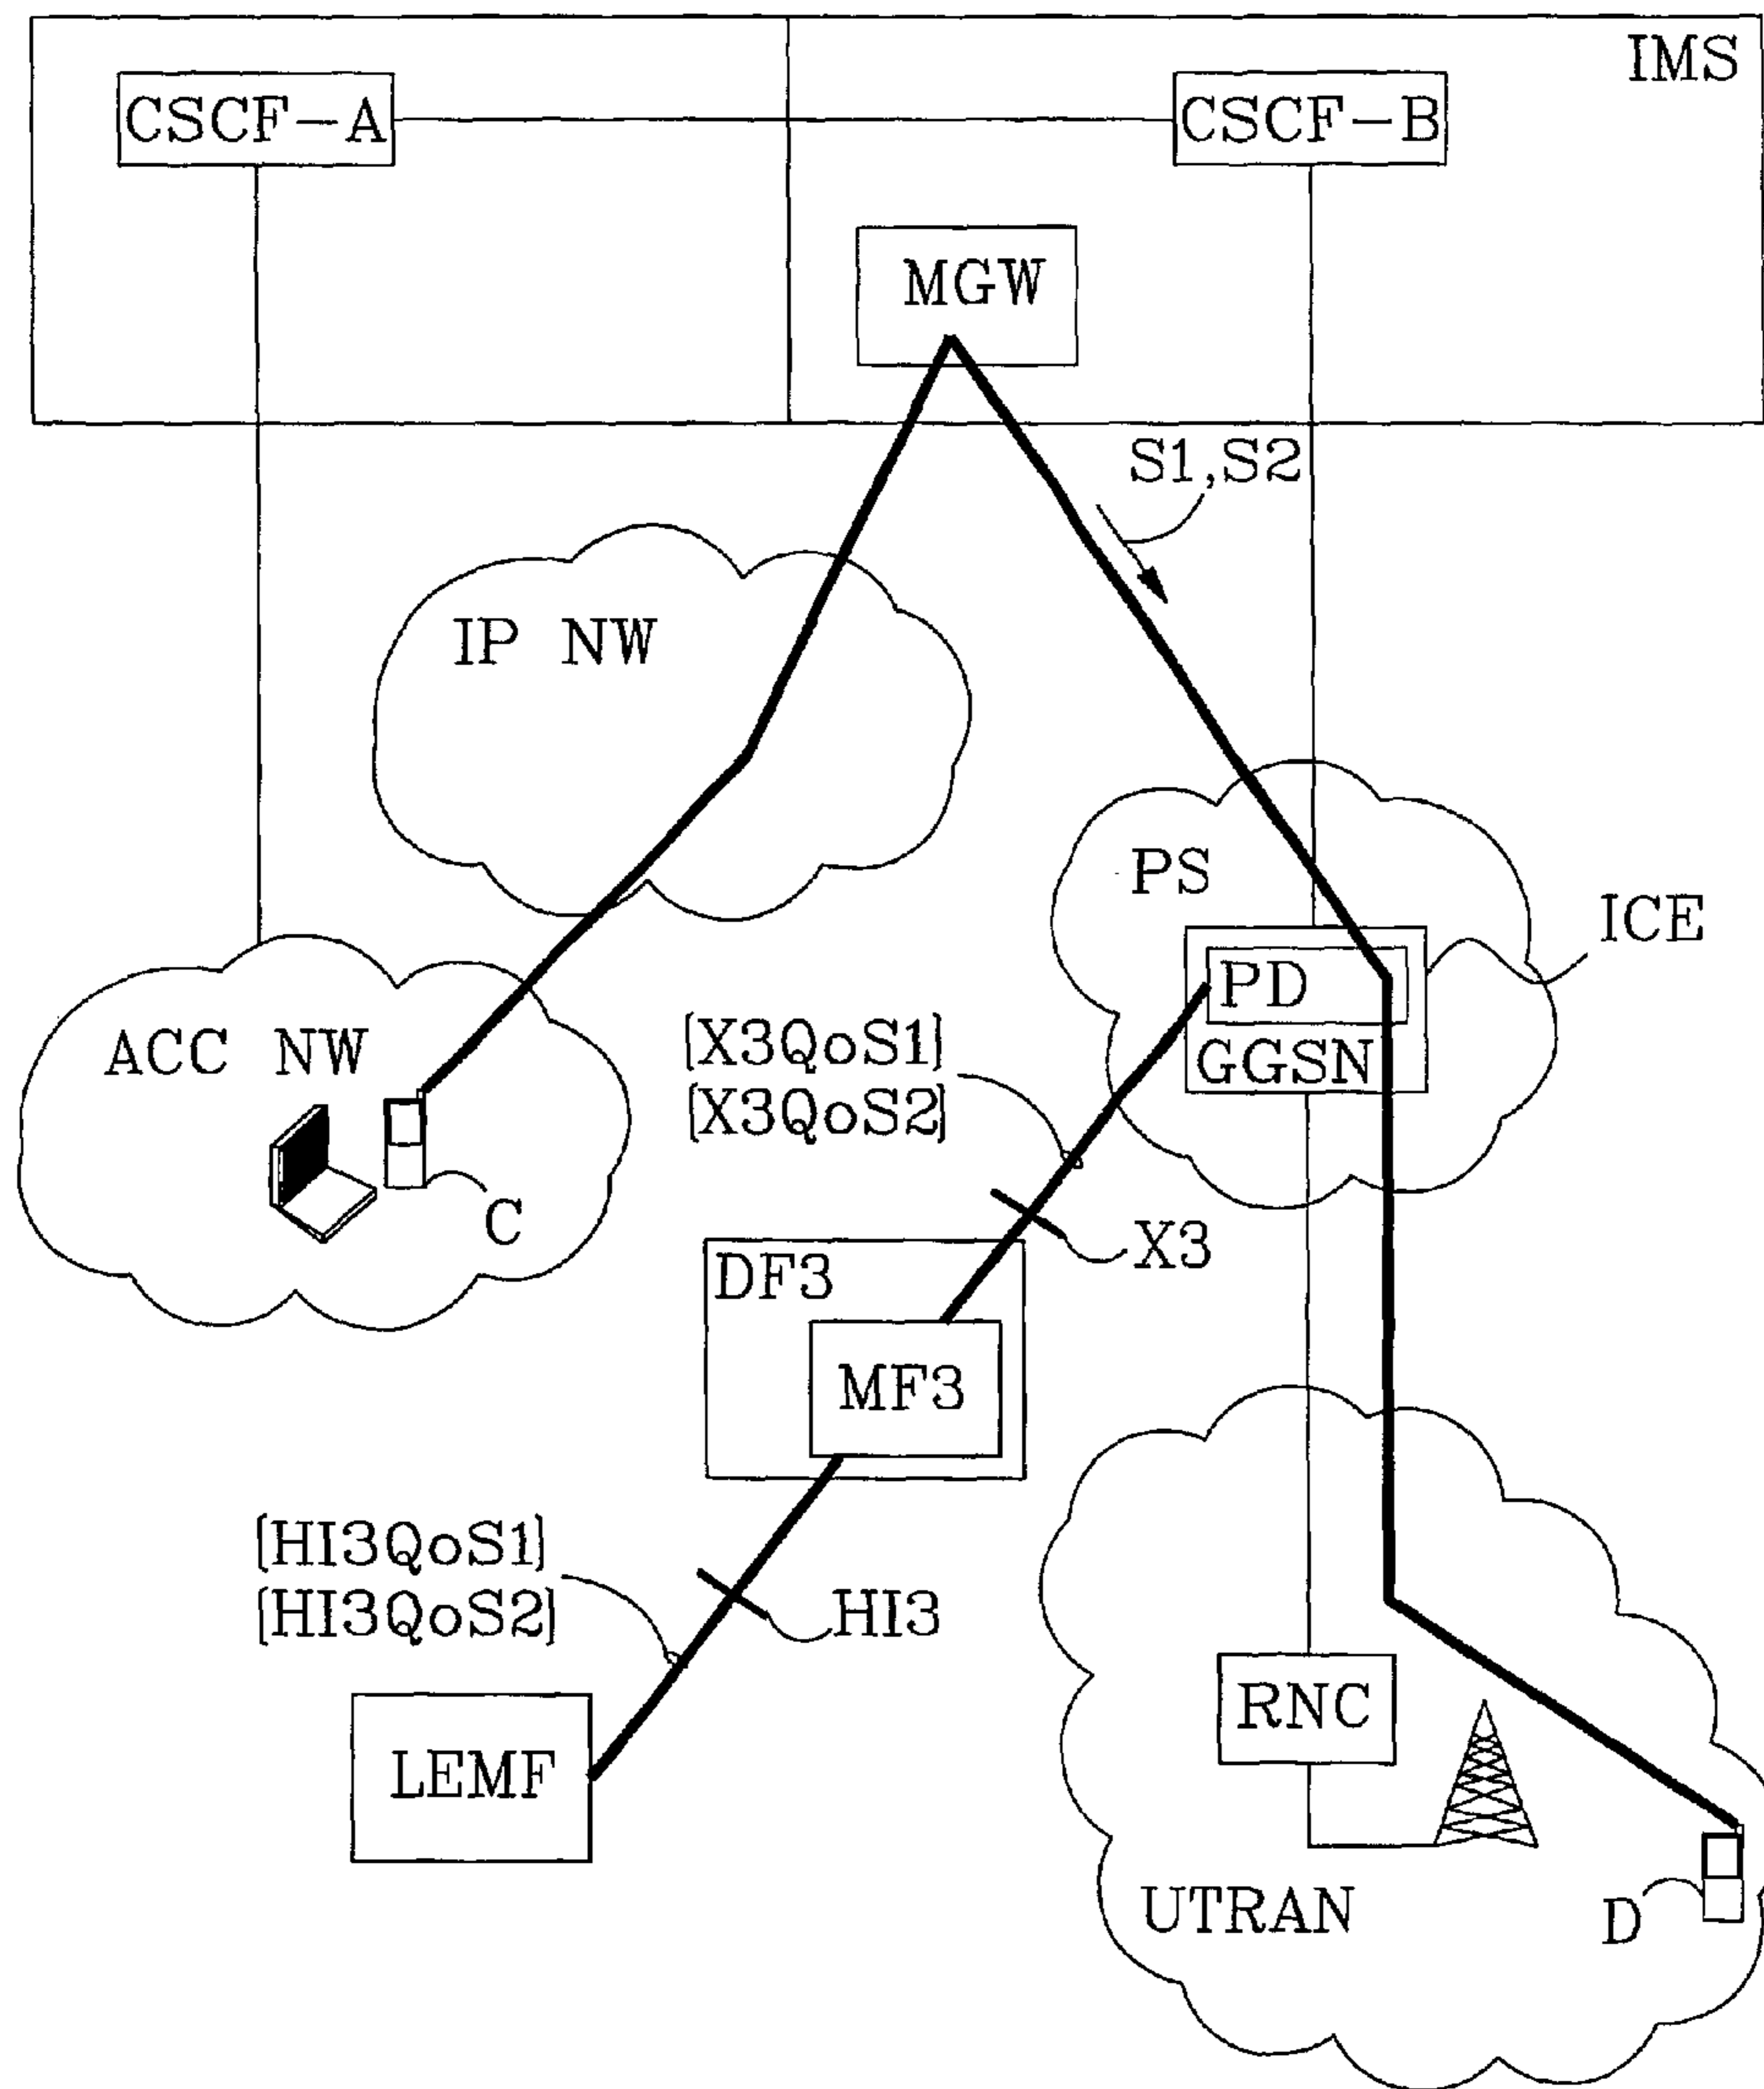 IMS
CSCF-A
CSCF-B
MGW
S1,S2
IP NW
PS
ICE
PD
GGSN
ACC NW
[X3QoS1]
[X3QoS2]
C
X3
DF3
MF3
[HI3QoS1]
[HI3QoS2]
HI3
RNC
LEMF
UTRAN
D